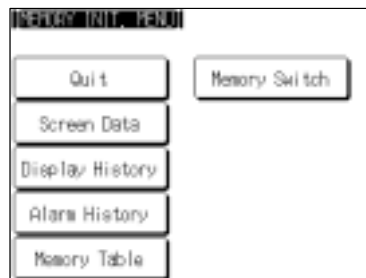 [MEMORY INIT. MENU]
Quit
Memory Switch
Screen Data
Display History
Alarm History
Memory Table